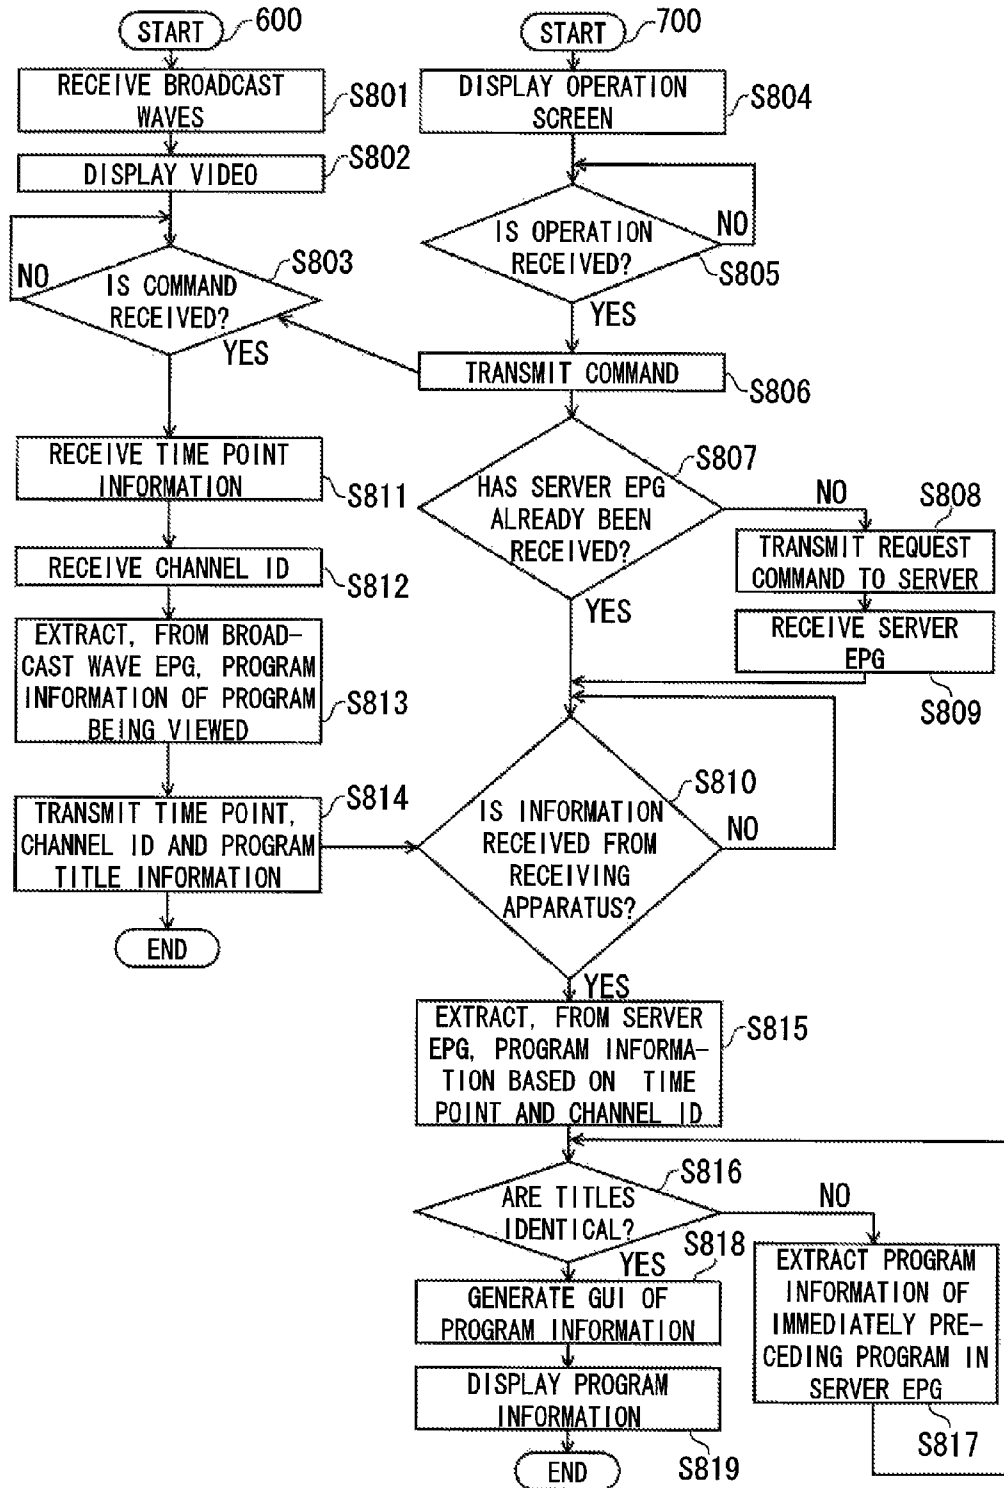 START
600
RECEIVE BROADCAST
WAVES
S801
DISPLAY VIDEO
S802
NO
IS COMMAND
RECEIVED?
S803
YES
RECEIVE TIME POINT
INFORMATION
S811
RECEIVE CHANNEL ID
S812
EXTRACT, FROM BROAD-
CAST WAVE EPG, PROGRAM
INFORMATION OF PROGRAM
BEING VIEWED
S813
TRANSMIT TIME POINT,
CHANNEL ID AND PROGRAM
TITLE INFORMATION
S814
END
START
700
DISPLAY OPERATION
SCREEN
S804
IS OPERATION
RECEIVED?
NO
S805
YES
TRANSMIT COMMAND
S806
HAS SERVER EPG
ALREADY BEEN
RECEIVED?
S807
NO
S808
TRANSMIT REQUEST
COMMAND TO SERVER
RECEIVE SERVER
EPG
S809
YES
IS INFORMATION
RECEIVED FROM
RECEIVING
APPARATUS?
S810
NO
YES
EXTRACT, FROM SERVER
EPG, PROGRAM INFORMA-
TION BASED ON TIME
POINT AND CHANNEL ID
S815
ARE TITLES
IDENTICAL?
S816
NO
YES
S818
GENERATE GUI OF
PROGRAM INFORMATION
EXTRACT PROGRAM
INFORMATION OF
IMMEDIATELY PRE-
CEDING PROGRAM IN
SERVER EPG
S817
DISPLAY PROGRAM
INFORMATION
S819
END